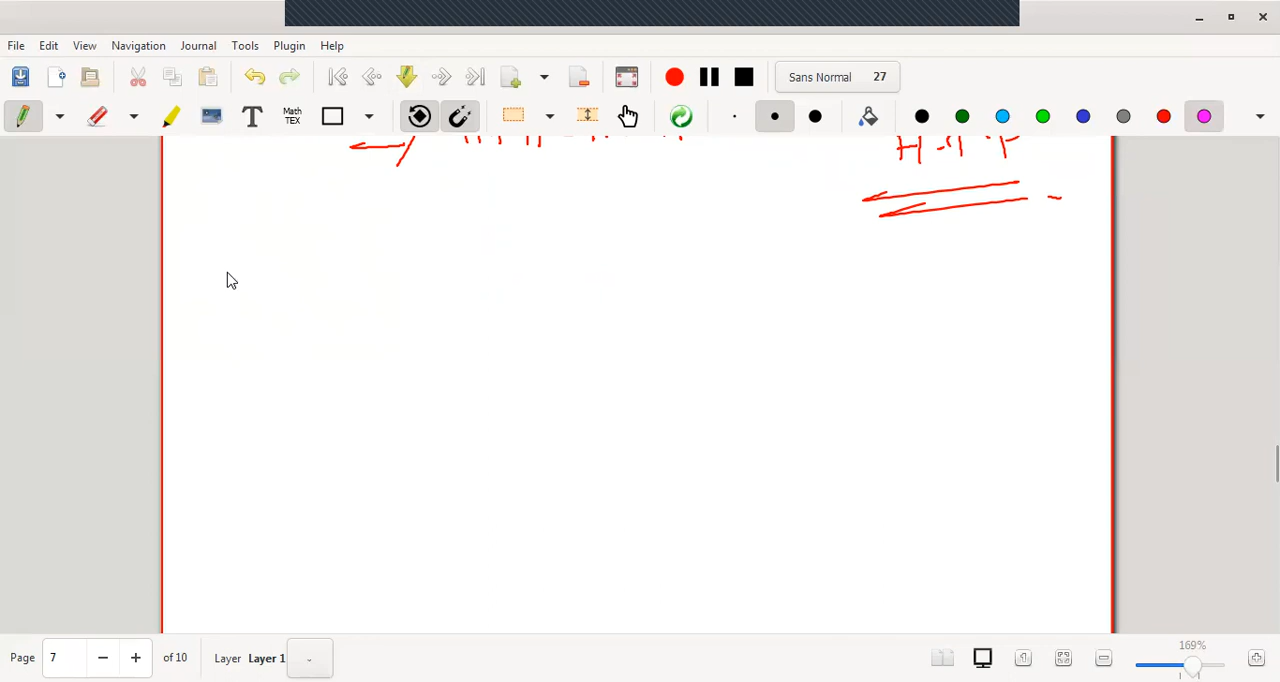 File Edit View Navigation Journal Tools Plugin Help
Sans Normal 27
T Math TEX
Page 7 of 10 Layer Layer 1 169%